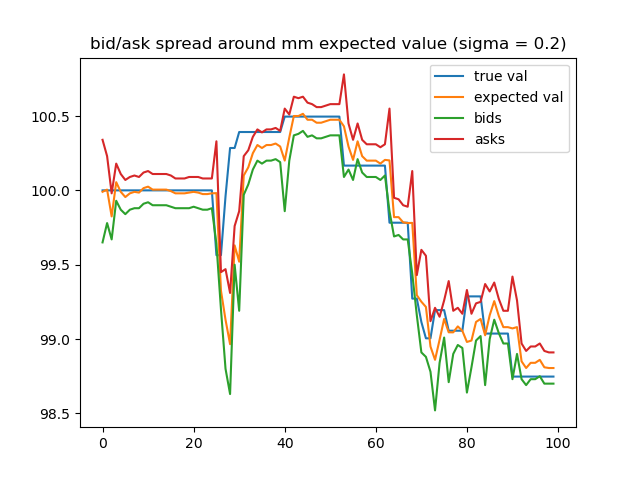 bid/ask spread around mm expected value (sigma = 0.2)
true val
expected val
bids
asks
100.5
100.0
99.5
99.0
98.5
0 20 40 60 80 100